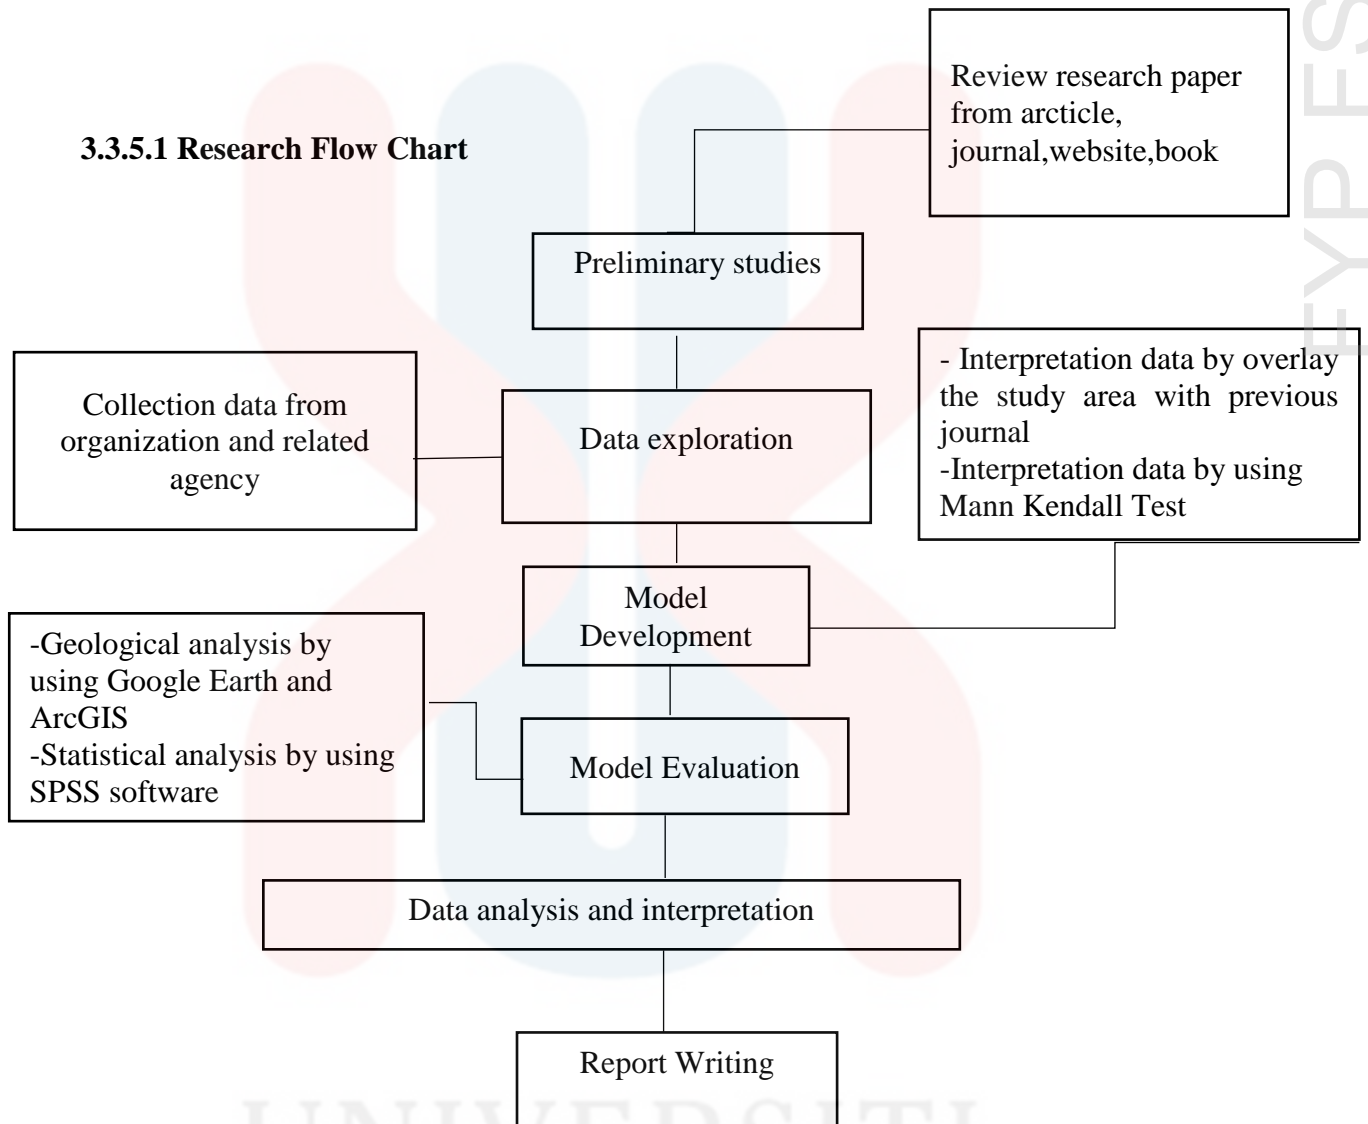 3.3.5.1 Research Flow Chart
Review research paper
from arcticle,
journal,website,book
Preliminary studies
Collection data from
organization and related
agency
Data exploration
- Interpretation data by overlay
the study area with previous
journal
-Interpretation data by using
Mann Kendall Test
Model
Development
-Geological analysis by
using Google Earth and
ArcGIS
-Statistical analysis by using
SPSS software
Model Evaluation
Data analysis and interpretation
Report Writing
UNIVERSITI
FYP FS